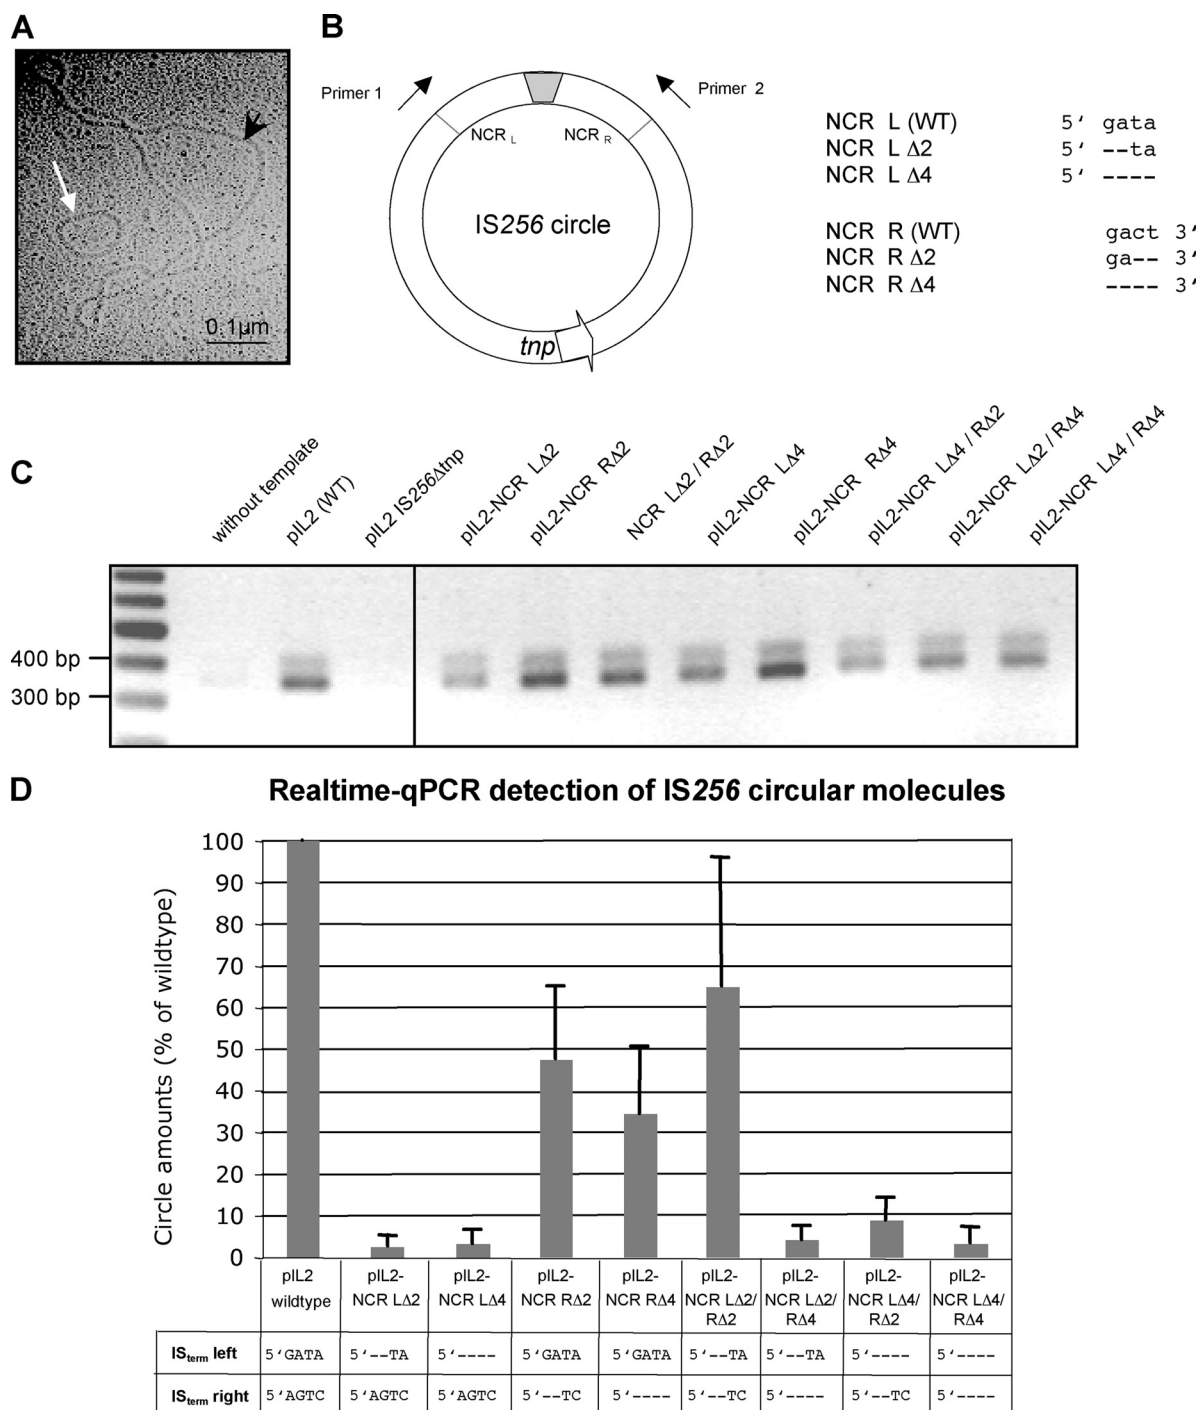 A
0.1µm
B
Primer 1
Primer 2
NCR L
NCR R
IS256 circle
tnp
NCR L (WT) 5‘ gata
NCR L Δ2 5‘ --ta
NCR L Δ4 5‘ ----
NCR R (WT) gact 3‘
NCR R Δ2 ga-- 3‘
NCR R Δ4 ---- 3‘
C
without template
pIL2 (WT)
pIL2 IS256Δtnp
pIL2-NCR LΔ2
pIL2-NCR RΔ2
NCR LΔ2 / RΔ2
pIL2-NCR LΔ4
pIL2-NCR RΔ4
pIL2-NCR LΔ4 / RΔ2
pIL2-NCR LΔ2 / RΔ4
pIL2-NCR LΔ4 / RΔ4
400 bp
300 bp
D
Realtime-qPCR detection of IS256 circular molecules
Circle amounts (% of wildtype)
100
90
80
70
60
50
40
30
20
10
0
pIL2 wildtype
pIL2- NCR LΔ2
pIL2- NCR LΔ4
pIL2- NCR RΔ2
pIL2- NCR RΔ4
pIL2- NCR LΔ2/ RΔ2
pIL2- NCR LΔ2/ RΔ4
pIL2- NCR LΔ4/ RΔ2
pIL2- NCR LΔ4/ RΔ4
ISterm left 5‘GATA 5‘--TA 5‘---- 5‘GATA 5‘GATA 5‘--TA 5‘--TA 5‘---- 5‘----
ISterm right 5‘AGTC 5‘AGTC 5‘AGTC 5‘--TC 5‘---- 5‘--TC 5‘---- 5‘--TC 5‘----